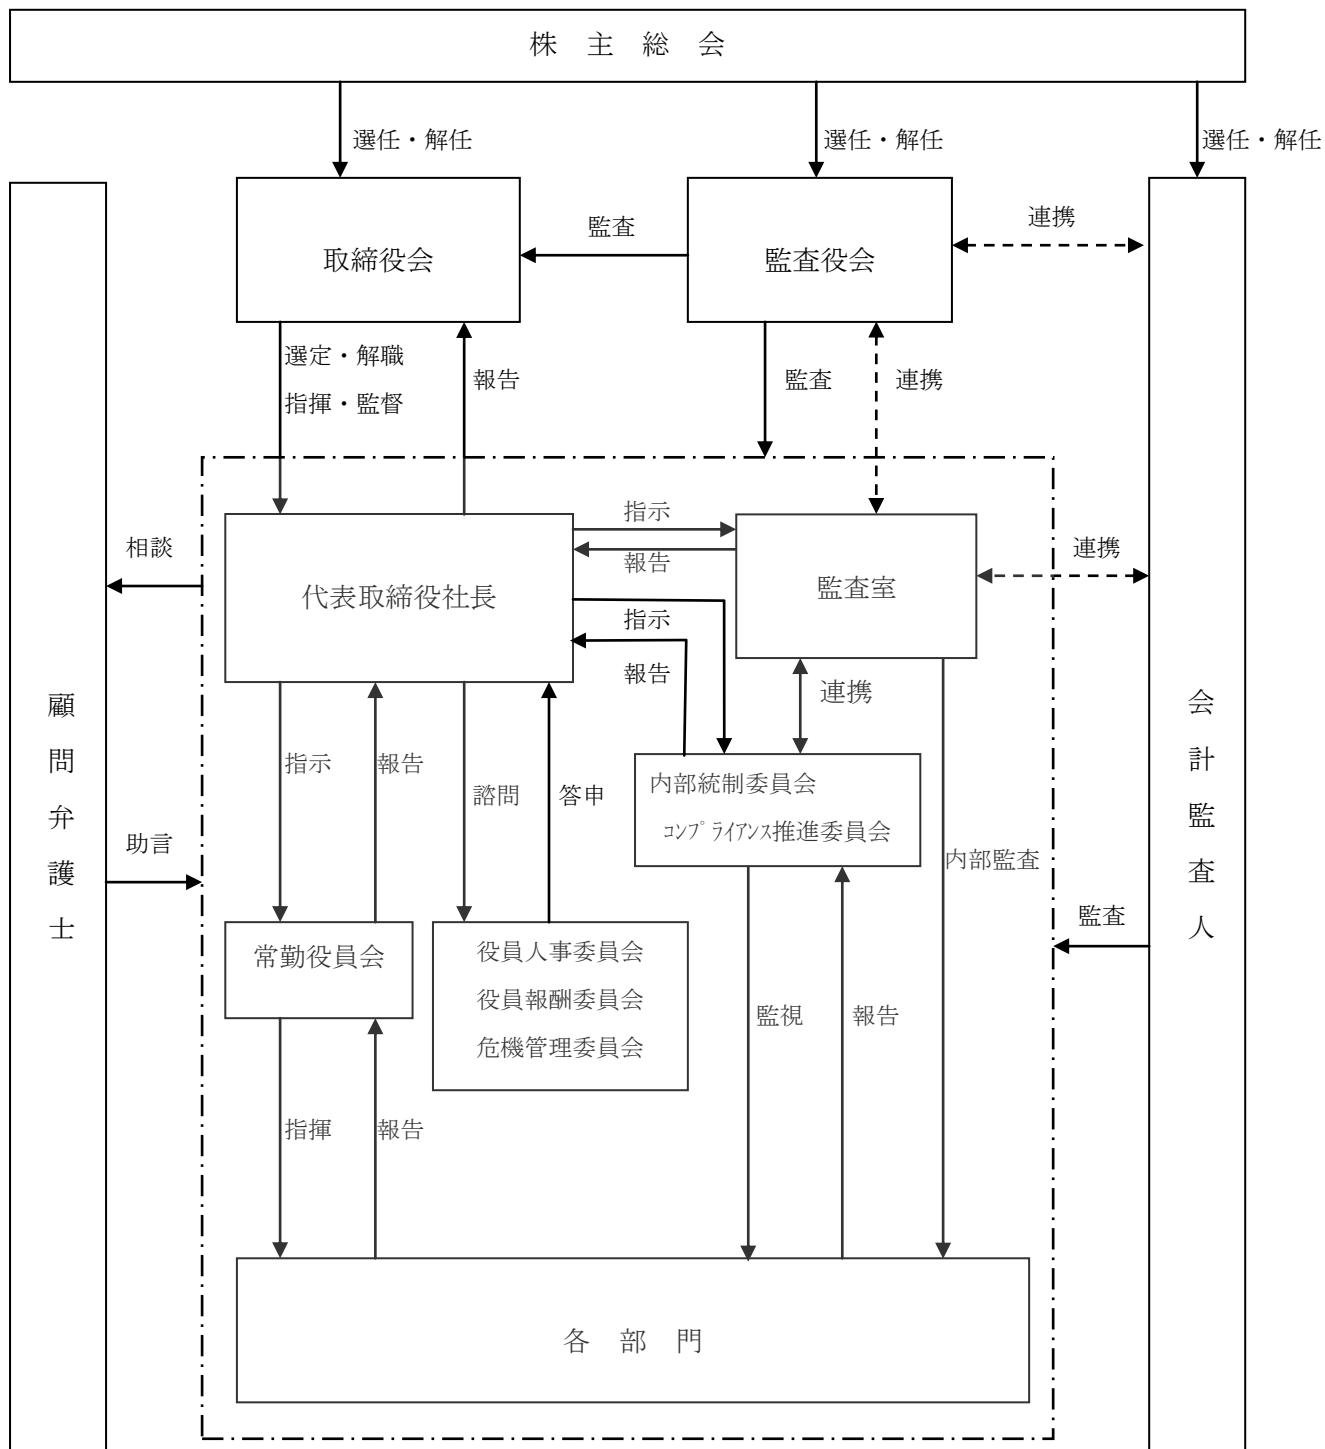 株　主　総　会
選任・解任
選任・解任
選任・解任
取締役会
監査
監査役会
連携
選定・解職
指揮・監督
報告
監査
連携
相談
代表取締役社長
指示
報告
監査室
連携
指示
報告
連携
顧問弁護士
会計監査人
指示
報告
諮問
答申
内部統制委員会
ｺﾝﾌﾟﾗｲｱﾝｽ推進委員会
助言
内部監査
監査
常勤役員会
役員人事委員会
役員報酬委員会
危機管理委員会
監視
報告
指揮
報告
各　部　門